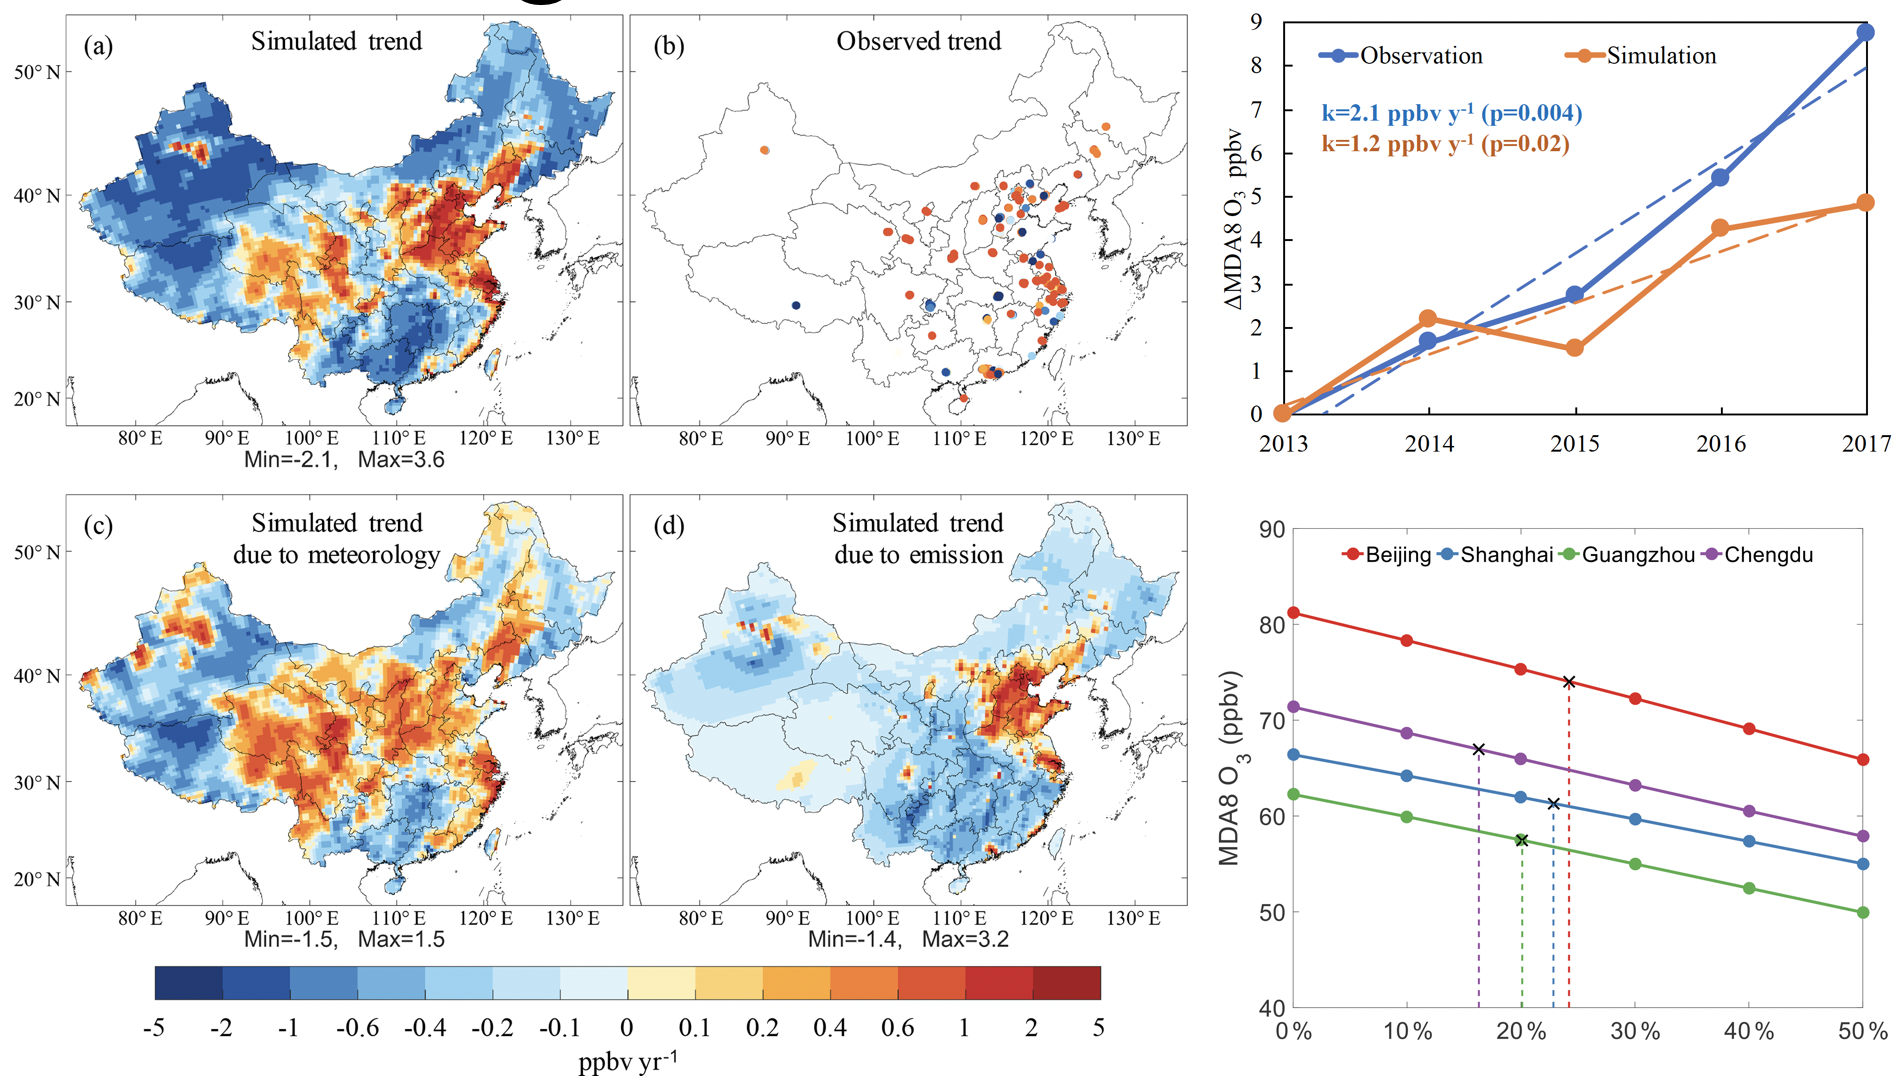 (a) Simulated trend
50° N
40° N
30° N
20° N
80° E 90° E 100° E 110° E 120° E 130° E
Min=-2.1, Max=3.6
(b) Observed trend
80° E 90° E 100° E 110° E 120° E 130° E
9
8
7
6
5
4
3
2
1
0
ΔMDA8 O3 ppbv
Observation Simulation
k=2.1 ppbv y-1 (p=0.004)
k=1.2 ppbv y-1 (p=0.02)
2013 2014 2015 2016 2017
(c) Simulated trend
due to meteorology
50° N
40° N
30° N
20° N
80° E 90° E 100° E 110° E 120° E 130° E
Min=-1.5, Max=1.5
(d) Simulated trend
due to emission
80° E 90° E 100° E 110° E 120° E 130° E
Min=-1.4, Max=3.2
-5 -2 -1 -0.6 -0.4 -0.2 -0.1 0 0.1 0.2 0.4 0.6 1 2 5
ppbv yr-1
90
80
70
60
50
40
MDA8 O3 (ppbv)
Beijing Shanghai Guangzhou Chengdu
0% 10% 20% 30% 40% 50%